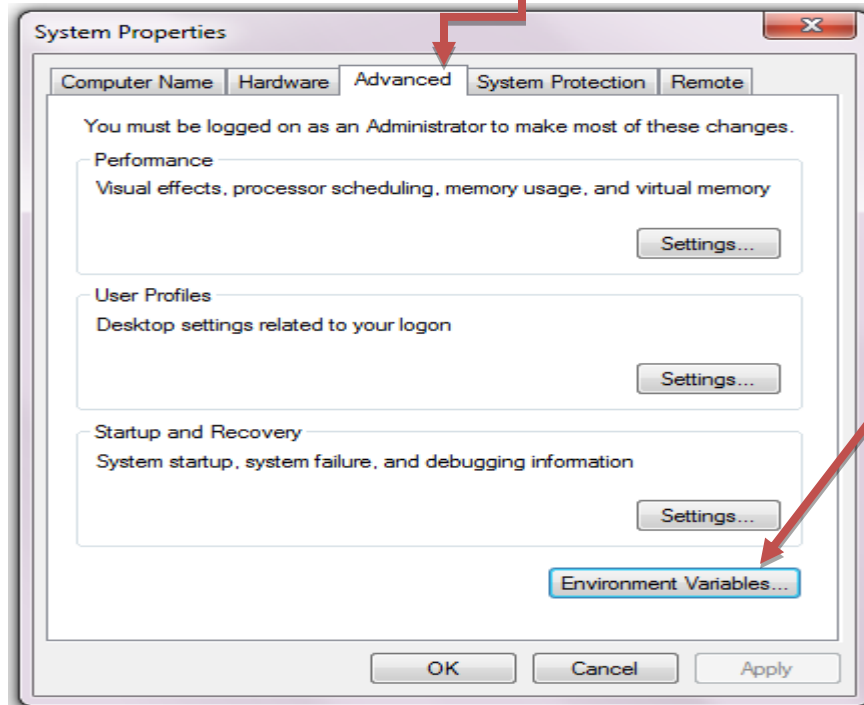 System Properties
Computer Name Hardware Advanced System Protection Remote
You must be logged on as an Administrator to make most of these changes.
Performance
Visual effects, processor scheduling, memory usage, and virtual memory
Settings...
User Profiles
Desktop settings related to your logon
Settings...
Startup and Recovery
System startup, system failure, and debugging information
Settings...
Environment Variables...
OK Cancel Apply